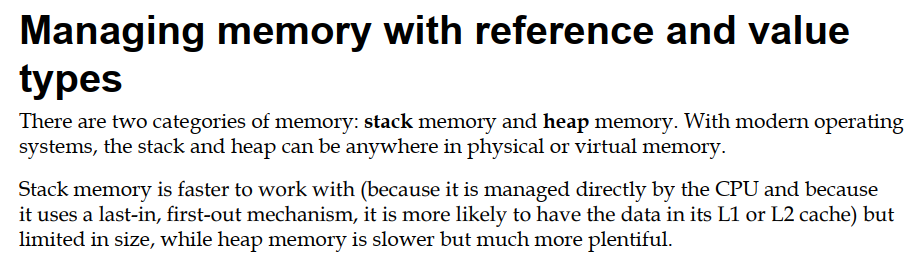 Managing memory with reference and value
types
There are two categories of memory: stack memory and heap memory. With modern operating
systems, the stack and heap can be anywhere in physical or virtual memory.
Stack memory is faster to work with (because it is managed directly by the CPU and because
it uses a last-in, first-out mechanism, it is more likely to have the data in its L1 or L2 cache) but
limited in size, while heap memory is slower but much more plentiful.